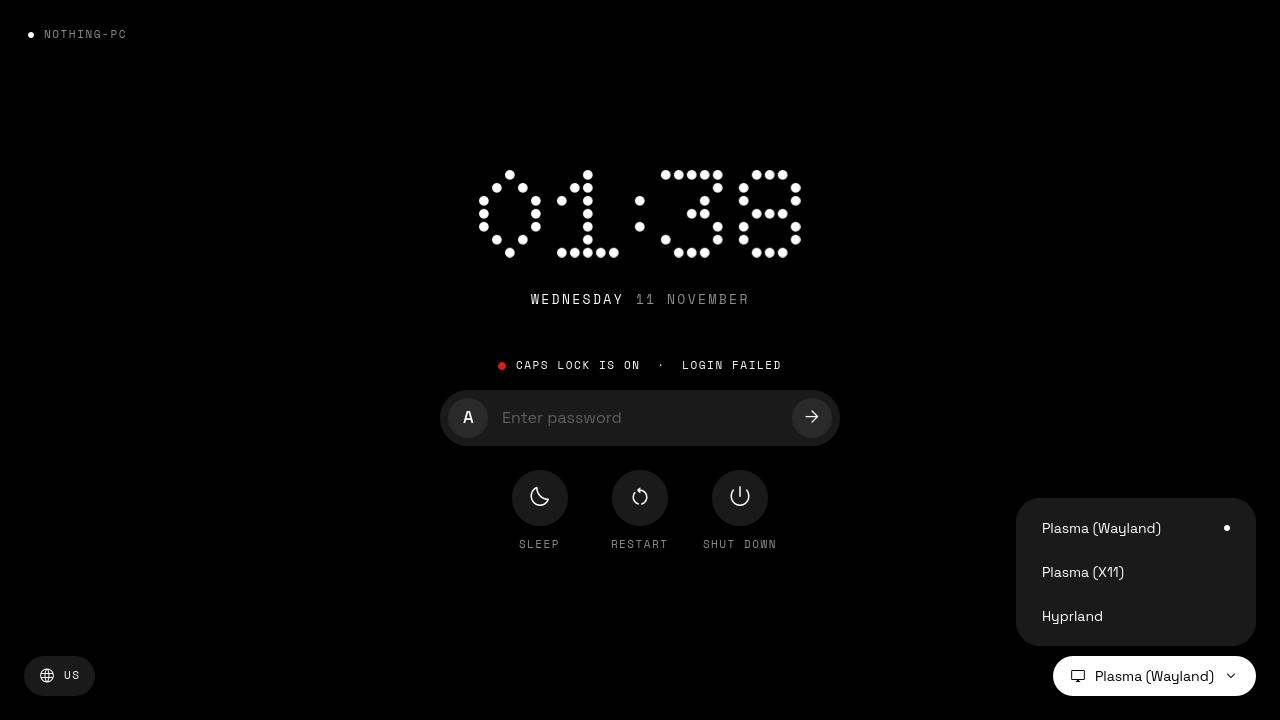 NOTHING-PC
01:38
WEDNESDAY 11 NOVEMBER
CAPS LOCK IS ON · LOGIN FAILED
A Enter password
SLEEP RESTART SHUT DOWN
Plasma (Wayland)
Plasma (X11)
Hyprland
US
Plasma (Wayland)